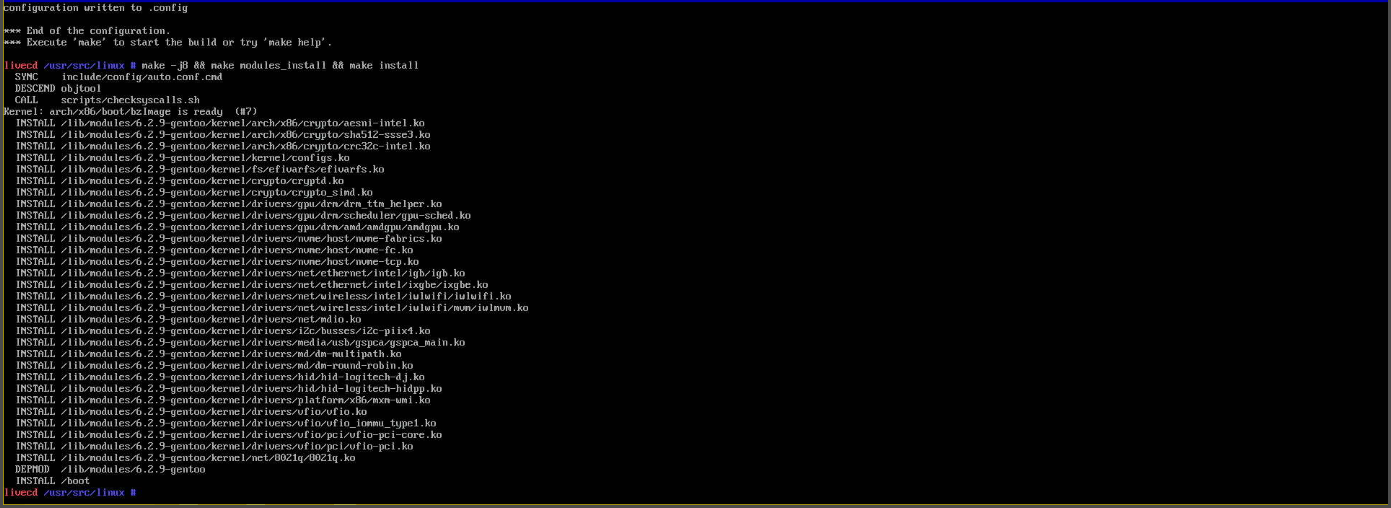 configuration written to .config
*** End of the configuration.
*** Execute 'make' to start the build or try 'make help'.
livecd /usr/src/linux # make -j8 && make modules_install && make install
SYNC include/config/auto.conf.cmd
DESCEND objtool
CALL scripts/checksyscalls.sh
Kernel: arch/x86/boot/bzImage is ready (#7)
INSTALL /lib/modules/6.2.9-gentoo/kernel/arch/x86/crypto/aesni-intel.ko
INSTALL /lib/modules/6.2.9-gentoo/kernel/arch/x86/crypto/sha512-ssse3.ko
INSTALL /lib/modules/6.2.9-gentoo/kernel/arch/x86/crypto/crc32c-intel.ko
INSTALL /lib/modules/6.2.9-gentoo/kernel/kernel/configs.ko
INSTALL /lib/modules/6.2.9-gentoo/kernel/fs/efivarfs/efivarfs.ko
INSTALL /lib/modules/6.2.9-gentoo/kernel/crypto/cryptd.ko
INSTALL /lib/modules/6.2.9-gentoo/kernel/crypto/crypto_simd.ko
INSTALL /lib/modules/6.2.9-gentoo/kernel/drivers/gpu/drm/drm_ttm_helper.ko
INSTALL /lib/modules/6.2.9-gentoo/kernel/drivers/gpu/drm/scheduler/gpu-sched.ko
INSTALL /lib/modules/6.2.9-gentoo/kernel/drivers/gpu/drm/amd/amdgpu/amdgpu.ko
INSTALL /lib/modules/6.2.9-gentoo/kernel/drivers/nvme/host/nvme-fabrics.ko
INSTALL /lib/modules/6.2.9-gentoo/kernel/drivers/nvme/host/nvme-fc.ko
INSTALL /lib/modules/6.2.9-gentoo/kernel/drivers/nvme/host/nvme-tcp.ko
INSTALL /lib/modules/6.2.9-gentoo/kernel/drivers/net/ethernet/intel/igb/igb.ko
INSTALL /lib/modules/6.2.9-gentoo/kernel/drivers/net/ethernet/intel/ixgbe/ixgbe.ko
INSTALL /lib/modules/6.2.9-gentoo/kernel/drivers/net/wireless/intel/iwlwifi/iwlwifi.ko
INSTALL /lib/modules/6.2.9-gentoo/kernel/drivers/net/wireless/intel/iwlwifi/mvm/iwlmvm.ko
INSTALL /lib/modules/6.2.9-gentoo/kernel/drivers/net/mdio.ko
INSTALL /lib/modules/6.2.9-gentoo/kernel/drivers/i2c/busses/i2c-piix4.ko
INSTALL /lib/modules/6.2.9-gentoo/kernel/drivers/media/usb/gspca/gspca_main.ko
INSTALL /lib/modules/6.2.9-gentoo/kernel/drivers/md/dm-multipath.ko
INSTALL /lib/modules/6.2.9-gentoo/kernel/drivers/md/dm-round-robin.ko
INSTALL /lib/modules/6.2.9-gentoo/kernel/drivers/hid/hid-logitech-dj.ko
INSTALL /lib/modules/6.2.9-gentoo/kernel/drivers/hid/hid-logitech-hidpp.ko
INSTALL /lib/modules/6.2.9-gentoo/kernel/drivers/platform/x86/mxm-wmi.ko
INSTALL /lib/modules/6.2.9-gentoo/kernel/drivers/vfio/vfio.ko
INSTALL /lib/modules/6.2.9-gentoo/kernel/drivers/vfio/vfio_iommu_type1.ko
INSTALL /lib/modules/6.2.9-gentoo/kernel/drivers/vfio/pci/vfio-pci-core.ko
INSTALL /lib/modules/6.2.9-gentoo/kernel/drivers/vfio/pci/vfio-pci.ko
INSTALL /lib/modules/6.2.9-gentoo/kernel/net/8021q/8021q.ko
DEPMOD /lib/modules/6.2.9-gentoo
INSTALL /boot
livecd /usr/src/linux #